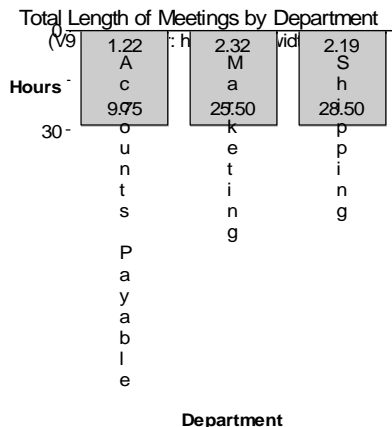 Total Length of Meetings by Department
(V9
0
1.22 2.32 2.19
Hours
9.75 25.50 28.50
30
Accounts Payable
Marketing
Shipping
Department